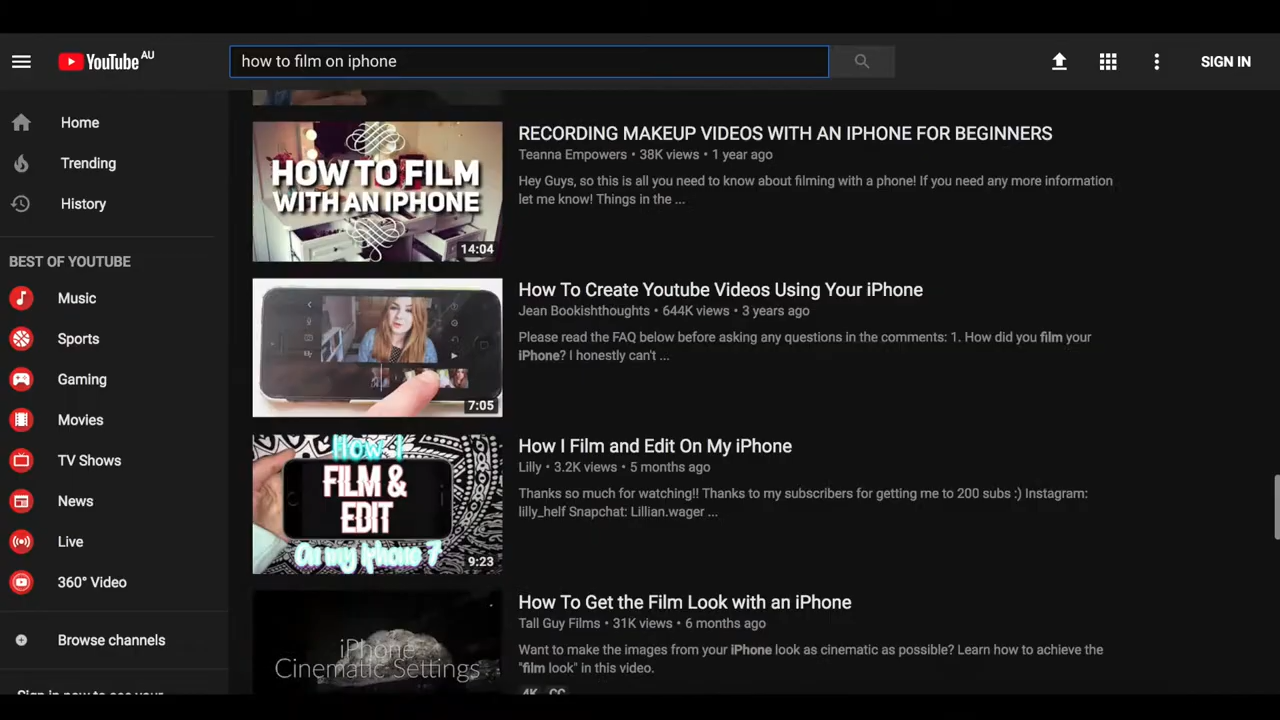 YouTube AU
how to film on iphone
SIGN IN
Home
Trending
History
BEST OF YOUTUBE
Music
Sports
Gaming
Movies
TV Shows
News
Live
360° Video
Browse channels
Sign in now to see your
HOW TO FILM
WITH AN IPHONE
14:04
RECORDING MAKEUP VIDEOS WITH AN IPHONE FOR BEGINNERS
Teanna Empowers • 38K views • 1 year ago
Hey Guys, so this is all you need to know about filming with a phone! If you need any more information
let me know! Things in the ...
7:05
How To Create Youtube Videos Using Your iPhone
Jean Bookishthoughts • 644K views • 3 years ago
Please read the FAQ below before asking any questions in the comments: 1. How did you film your
iPhone? I honestly can't ...
How I
FILM &
EDIT
On my Iphone 7
9:23
How I Film and Edit On My iPhone
Lilly • 3.2K views • 5 months ago
Thanks so much for watching!! Thanks to my subscribers for getting me to 200 subs :) Instagram:
lilly_helf Snapchat: Lillian.wager ...
iPhone
Cinematic Settings
How To Get the Film Look with an iPhone
Tall Guy Films • 31K views • 6 months ago
Want to make the images from your iPhone look as cinematic as possible? Learn how to achieve the
"film look" in this video.
4K CC